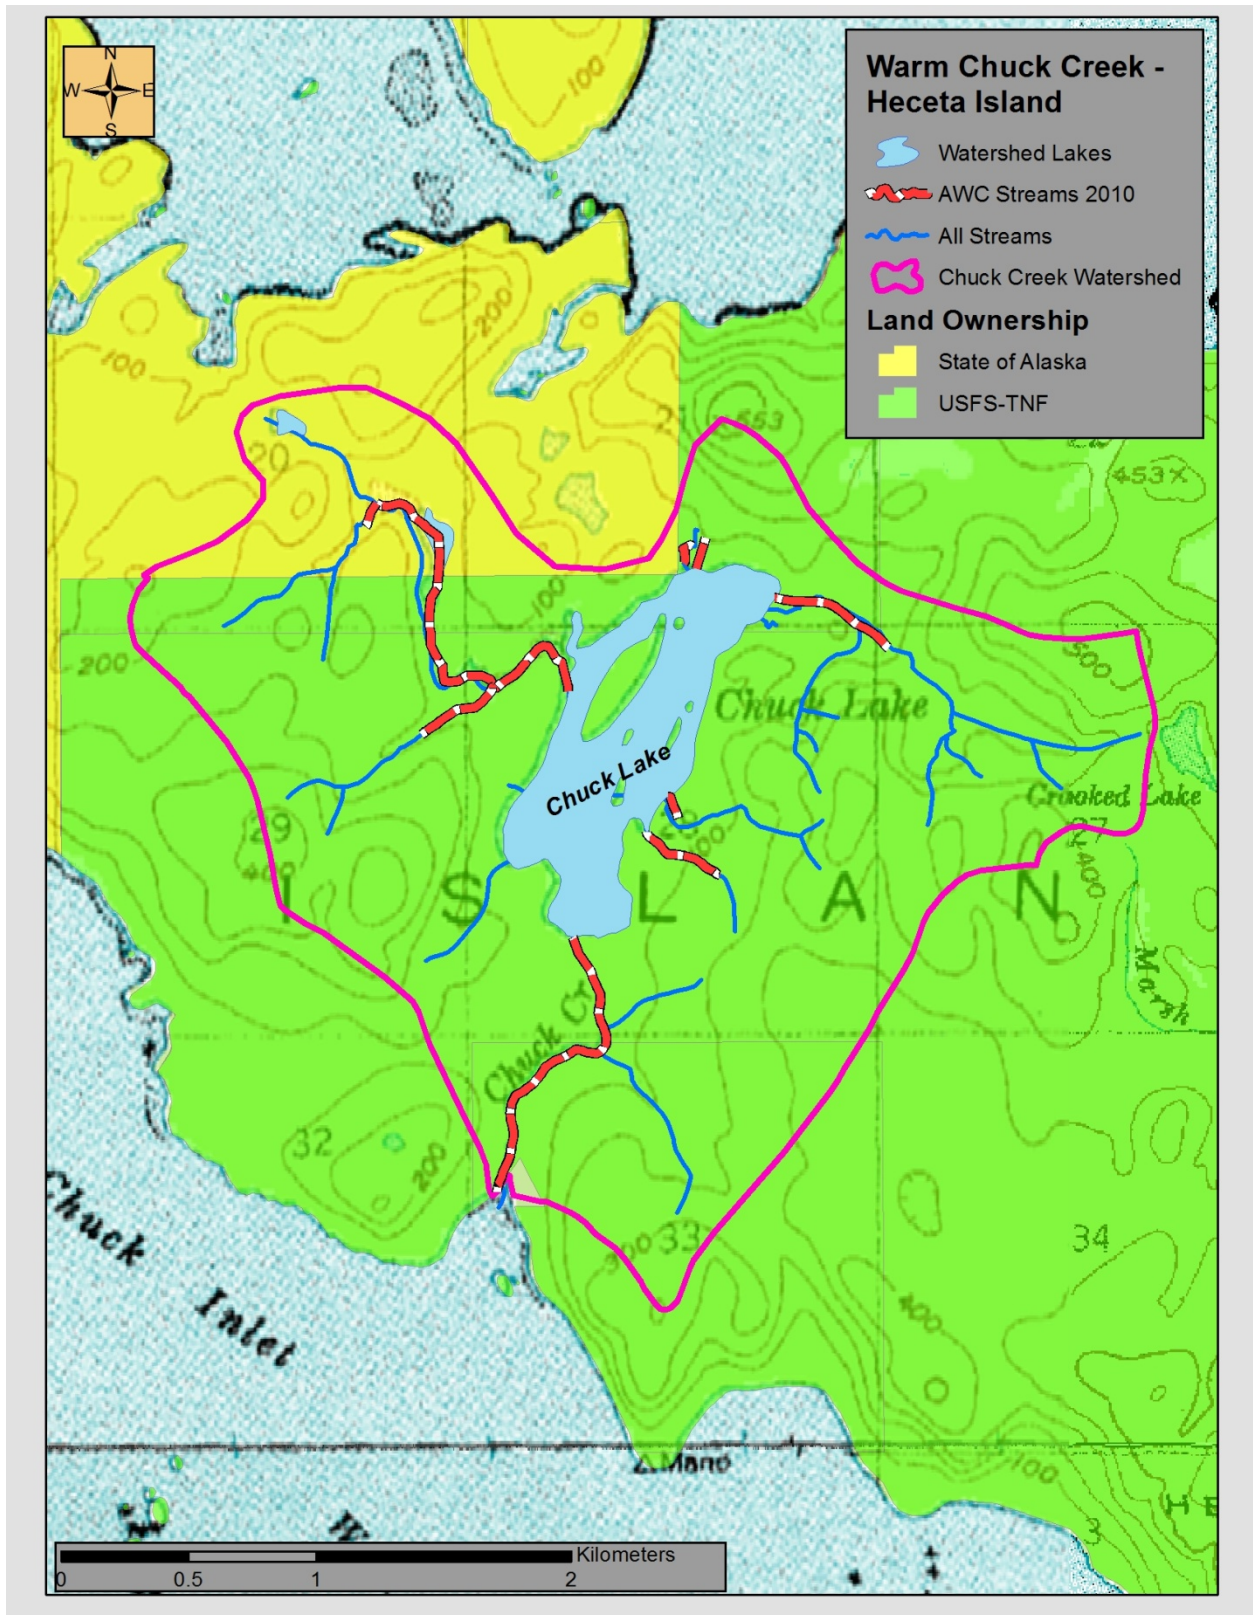 N
W E
S
Warm Chuck Creek -
Heceta Island
Watershed Lakes
AWC Streams 2010
All Streams
Chuck Creek Watershed
Land Ownership
State of Alaska
USFS-TNF
100
200
100
553
453×
20
100
200
500
Chuck Lake
Chuck Lake
Crooked Lake
27
29
400
400
I S L A N
Marsh
Chuck Cr
32
200
33
300
34
400
Chuck
Inlet
Mano
100
3
H E
W
Kilometers
0 0.5 1 2